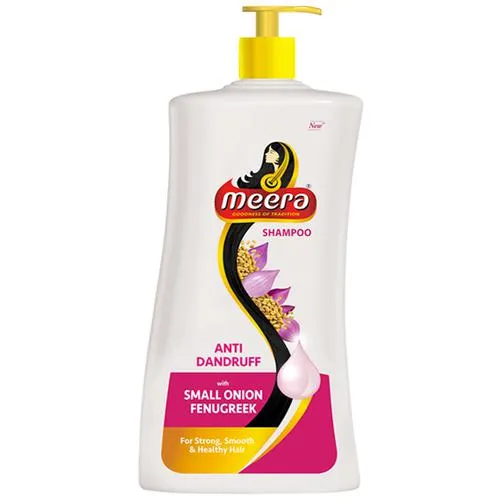 New
meera®
GOODNESS OF TRADITION
SHAMPOO
ANTI
DANDRUFF
with
SMALL ONION
FENUGREEK
For Strong, Smooth
& Healthy Hair